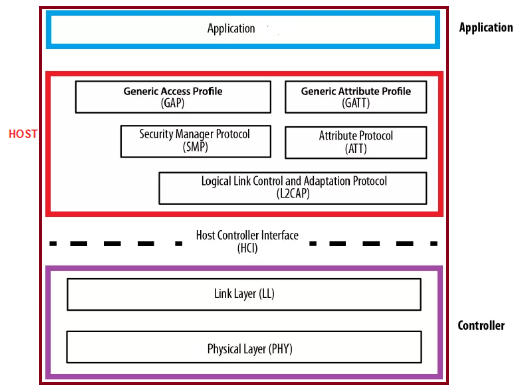 Application
Application
Generic Access Profile
(GAP)
Generic Attribute Profile
(GATT)
HOST
Security Manager Protocol
(SMP)
Attribute Protocol
(ATT)
Logical Link Control and Adaptation Protocol
(L2CAP)
Host Controller Interface
(HCI)
Link Layer (LL)
Controller
Physical Layer (PHY)